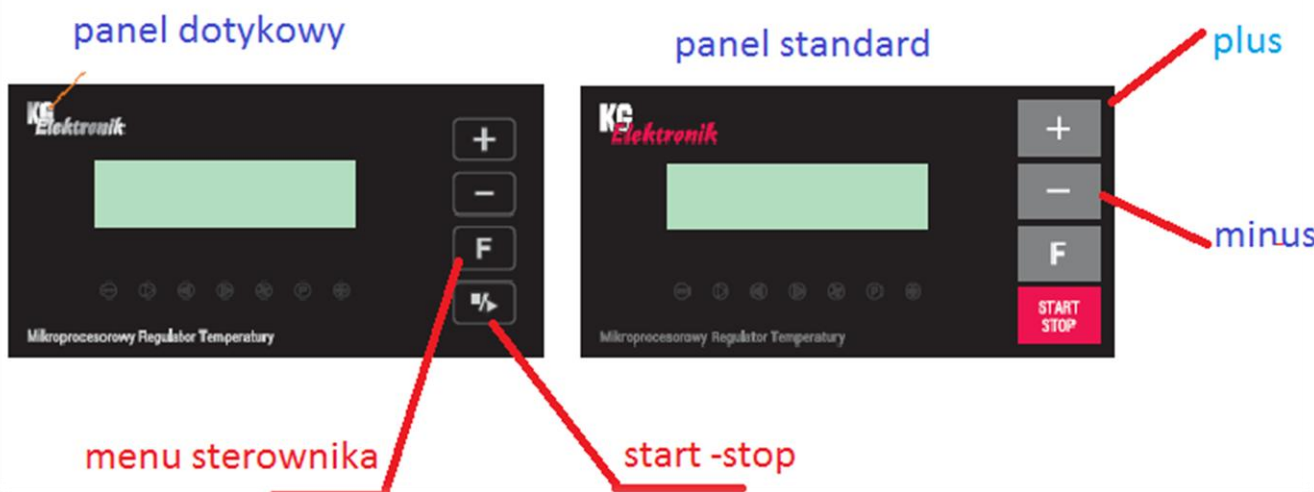 panel dotykowy
panel standard
plus
KG
Elektronik
+
-
F
■/▶
Mikroprocesorowy Regulator Temperatury
KG
Elektronik
+
-
F
START
STOP
Mikroprocesorowy Regulator Temperatury
minus
menu sterownika
start -stop